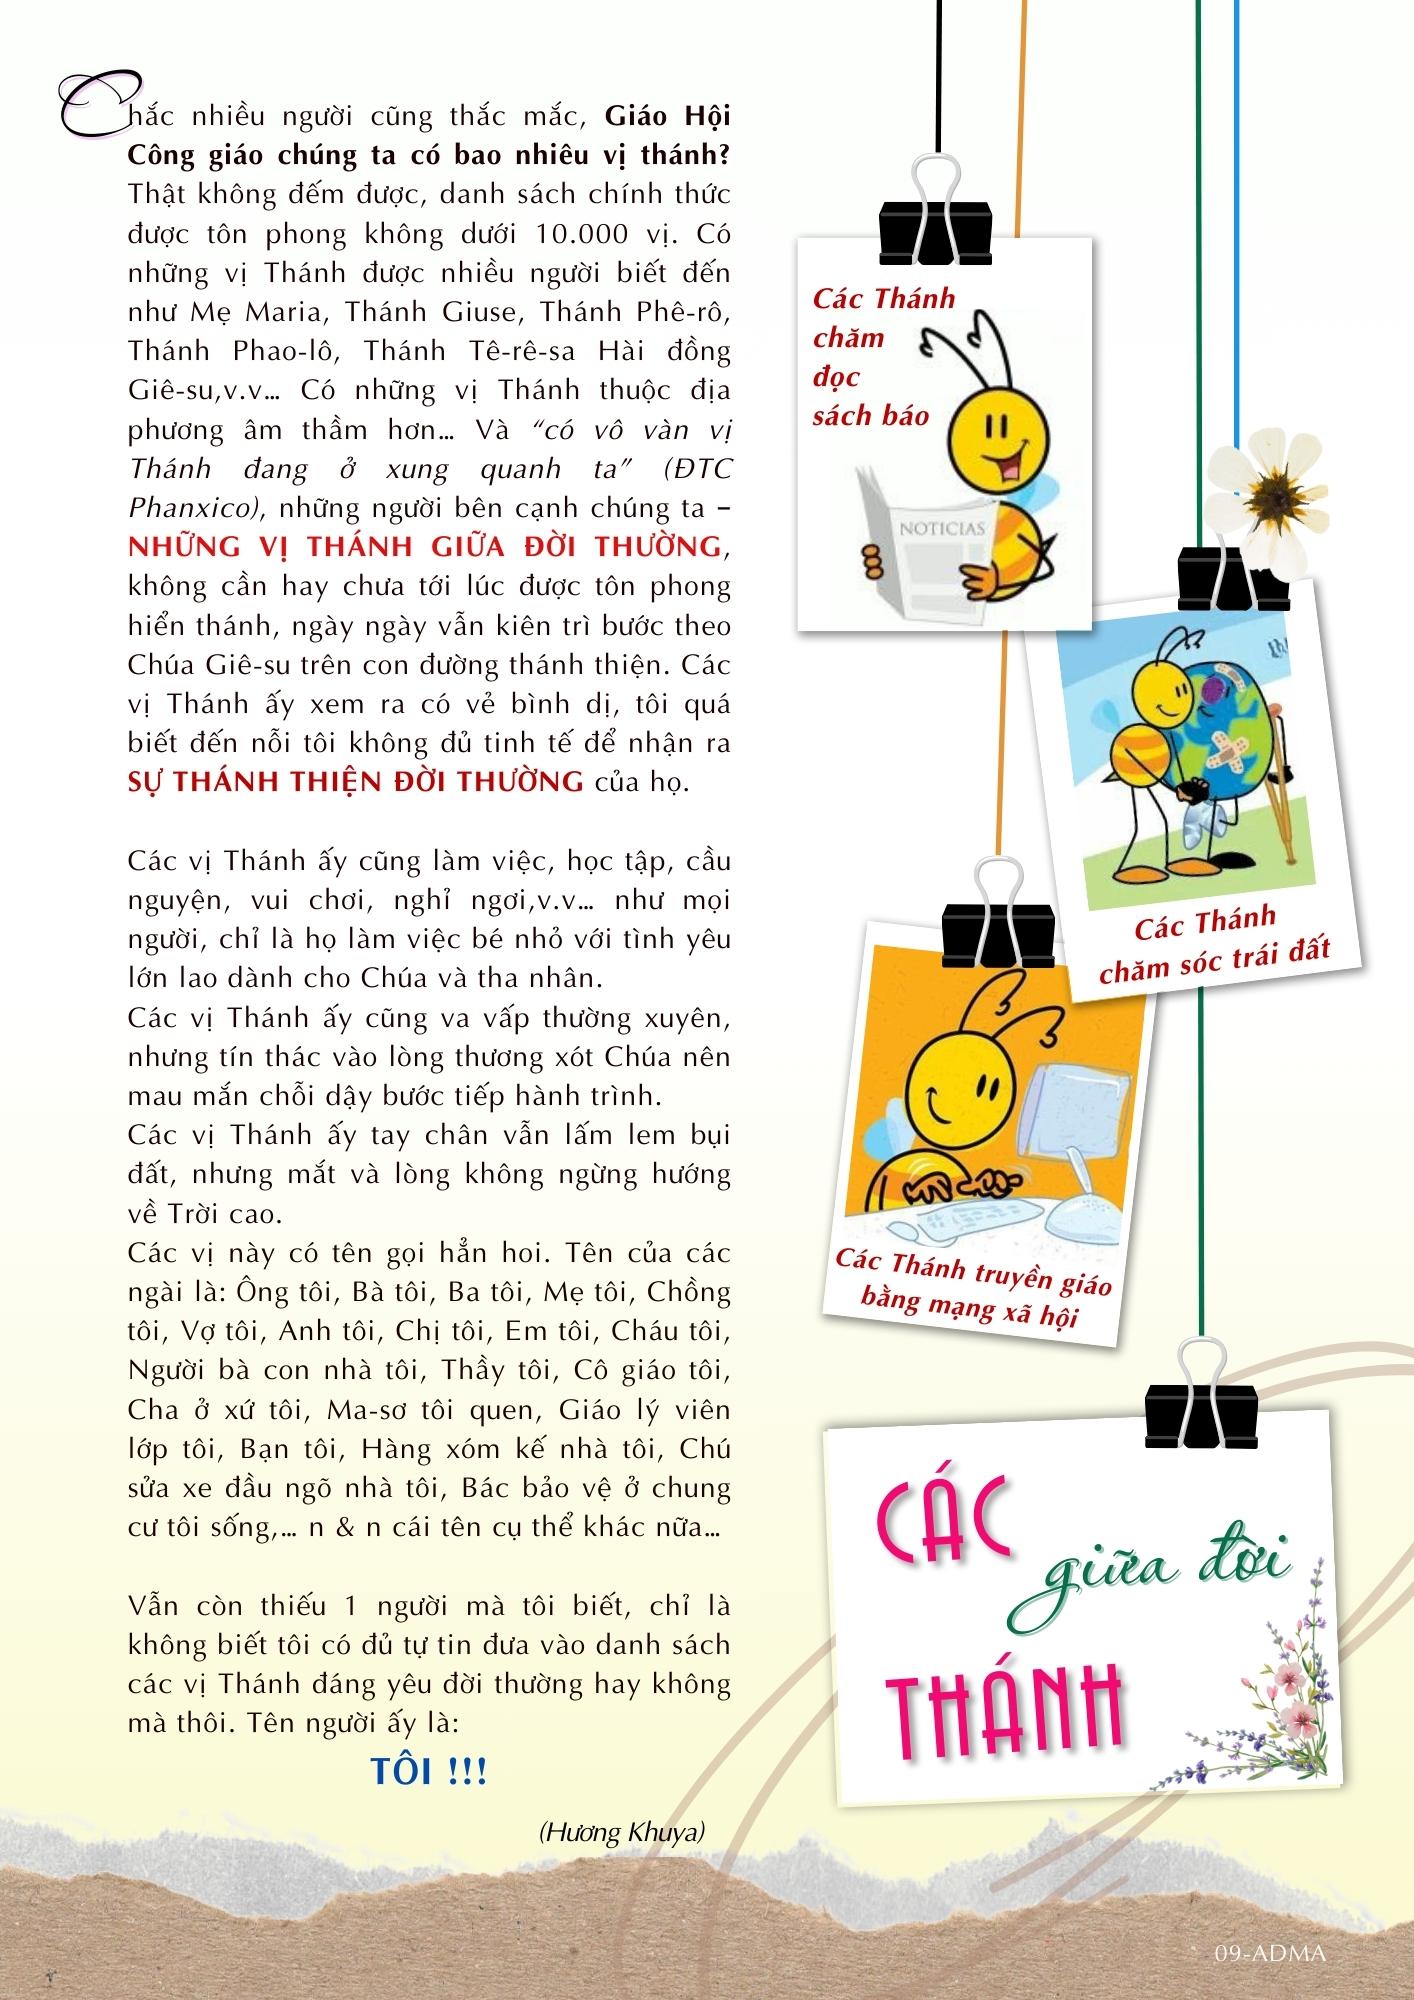 Chắc nhiều người cũng thắc mắc, Giáo Hội
Công giáo chúng ta có bao nhiêu vị thánh?
Thật không đếm được, danh sách chính thức
được tôn phong không dưới 10.000 vị. Có
những vị Thánh được nhiều người biết đến
như Mẹ Maria, Thánh Giuse, Thánh Phê-rô,
Thánh Phao-lô, Thánh Tê-rê-sa Hài đồng
Giê-su,v.v... Có những vị Thánh thuộc địa
phương âm thầm hơn... Và “có vô vàn vị
Thánh đang ở xung quanh ta” (ĐTC
Phanxico), những người bên cạnh chúng ta –
NHỮNG VỊ THÁNH GIỮA ĐỜI THƯỜNG,
không cần hay chưa tới lúc được tôn phong
hiển thánh, ngày ngày vẫn kiên trì bước theo
Chúa Giê-su trên con đường thánh thiện. Các
vị Thánh ấy xem ra có vẻ bình dị, tôi quá
biết đến nỗi tôi không đủ tinh tế để nhận ra
SỰ THÁNH THIỆN ĐỜI THƯỜNG của họ.
Các vị Thánh ấy cũng làm việc, học tập, cầu
nguyện, vui chơi, nghỉ ngơi,v.v... như mọi
người, chỉ là họ làm việc bé nhỏ với tình yêu
lớn lao dành cho Chúa và tha nhân.
Các vị Thánh ấy cũng va vấp thường xuyên,
nhưng tín thác vào lòng thương xót Chúa nên
mau mắn chỗi dậy bước tiếp hành trình.
Các vị Thánh ấy tay chân vẫn lấm lem bụi
đất, nhưng mắt và lòng không ngừng hướng
về Trời cao.
Các vị này có tên gọi hẳn hoi. Tên của các
ngài là: Ông tôi, Bà tôi, Ba tôi, Mẹ tôi, Chồng
tôi, Vợ tôi, Anh tôi, Chị tôi, Em tôi, Cháu tôi,
Người bà con nhà tôi, Thầy tôi, Cô giáo tôi,
Cha ở xứ tôi, Ma-sơ tôi quen, Giáo lý viên
lớp tôi, Bạn tôi, Hàng xóm kế nhà tôi, Chú
sửa xe đầu ngõ nhà tôi, Bác bảo vệ ở chung
cư tôi sống,... n & n cái tên cụ thể khác nữa...
Vẫn còn thiếu 1 người mà tôi biết, chỉ là
không biết tôi có đủ tự tin đưa vào danh sách
các vị Thánh đáng yêu đời thường hay không
mà thôi. Tên người ấy là:
TÔI !!!
(Hương Khuya)
Các Thánh
chăm
đọc
sách báo
NOTICIAS
Các Thánh
chăm sóc trái đất
Các Thánh truyền giáo
bằng mạng xã hội
CÁC
giữa đời
THÁNH
09-ADMA